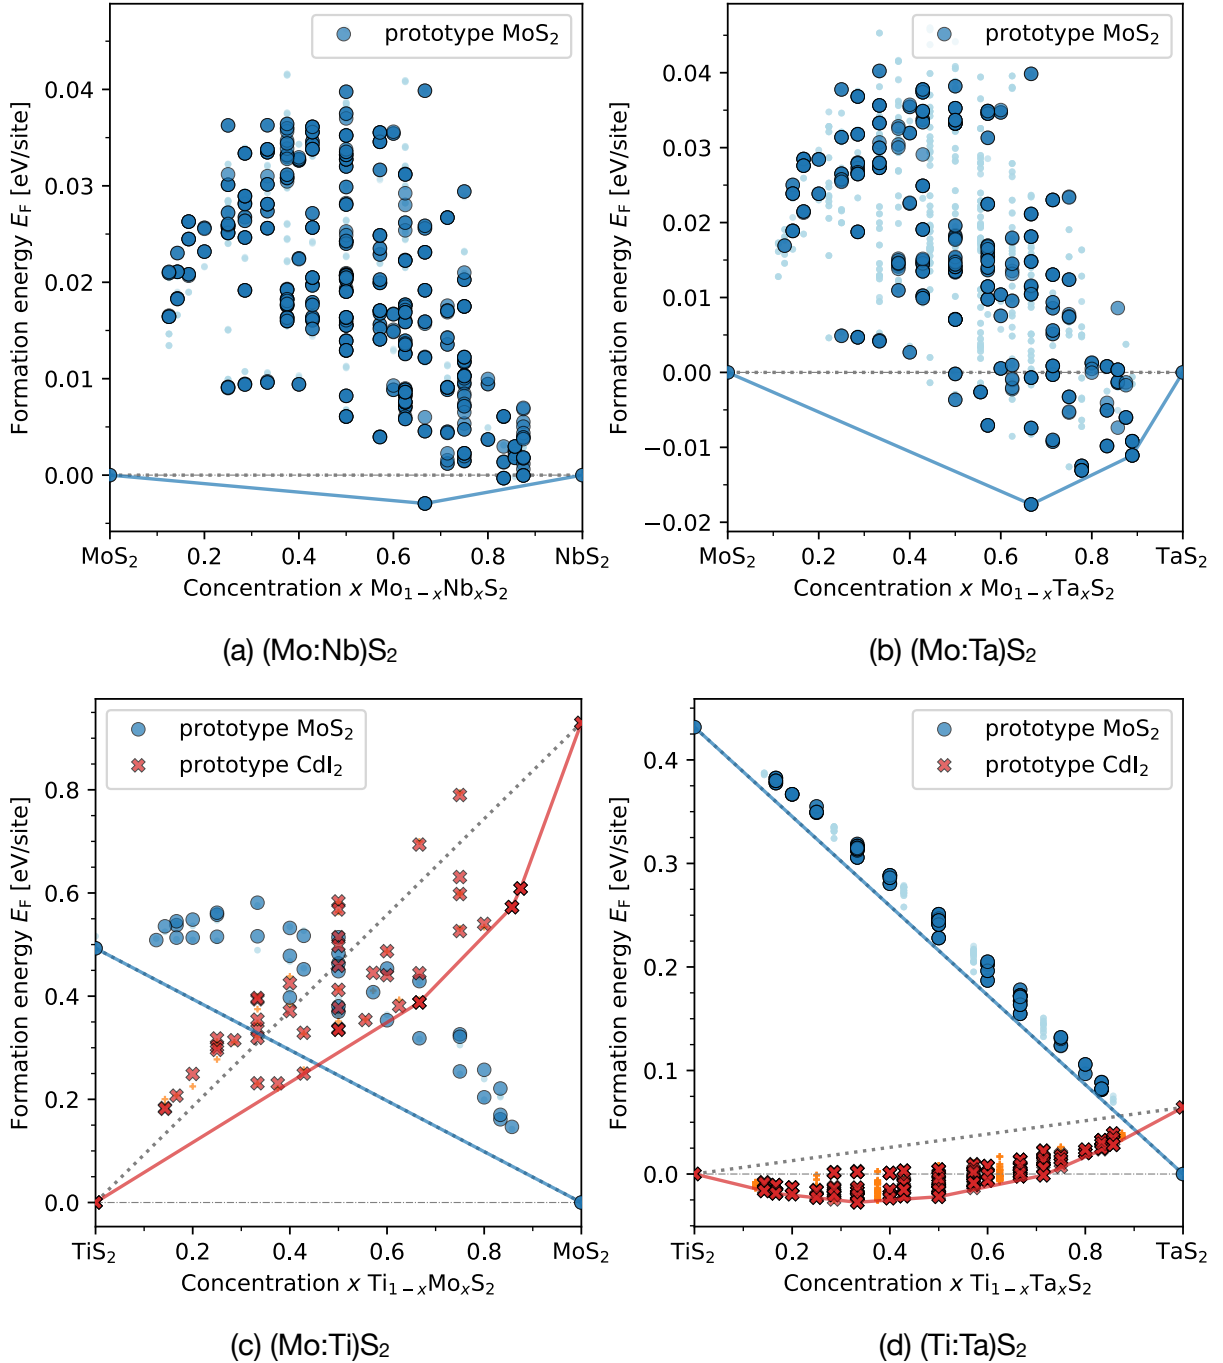 prototype MoS₂
0.04
0.03
0.02
0.01
0.00
Formation energy E_F [eV/site]
MoS₂
0.2
0.4
0.6
0.8
NbS₂
Concentration x Mo₁₋ₓNbₓS₂
(a) (Mo:Nb)S₂
prototype MoS₂
0.04
0.03
0.02
0.01
0.00
−0.01
−0.02
Formation energy E_F [eV/site]
MoS₂
0.2
0.4
0.6
0.8
TaS₂
Concentration x Mo₁₋ₓTaₓS₂
(b) (Mo:Ta)S₂
prototype MoS₂
prototype CdI₂
0.8
0.6
0.4
0.2
0.0
Formation energy E_F [eV/site]
TiS₂
0.2
0.4
0.6
0.8
MoS₂
Concentration x Ti₁₋ₓMoₓS₂
(c) (Mo:Ti)S₂
prototype MoS₂
prototype CdI₂
0.4
0.3
0.2
0.1
0.0
Formation energy E_F [eV/site]
TiS₂
0.2
0.4
0.6
0.8
TaS₂
Concentration x Ti₁₋ₓTaₓS₂
(d) (Ti:Ta)S₂